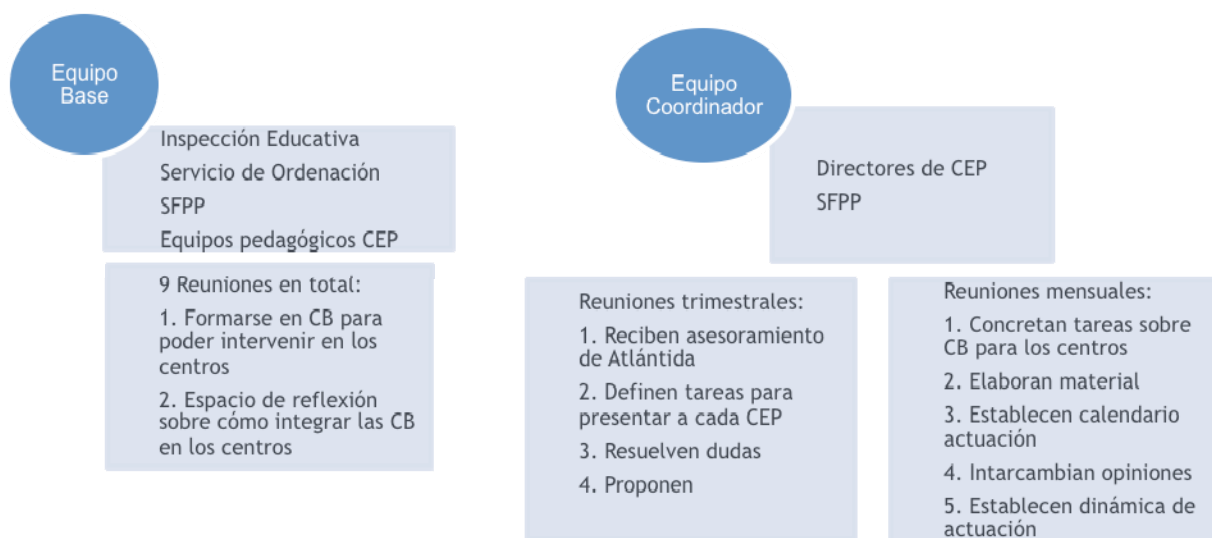 Equipo
Base
Inspección Educativa
Servicio de Ordenación
SFPP
Equipos pedagógicos CEP
9 Reuniones en total:
1. Formarse en CB para
poder intervenir en los
centros
2. Espacio de reflexión
sobre cómo integrar las CB
en los centros
Equipo
Coordinador
Directores de CEP
SFPP
Reuniones trimestrales:
1. Reciben asesoramiento
de Atlántida
2. Definen tareas para
presentar a cada CEP
3. Resuelven dudas
4. Proponen
Reuniones mensuales:
1. Concretan tareas sobre
CB para los centros
2. Elaboran material
3. Establecen calendario
actuación
4. Intarcambian opiniones
5. Establecen dinámica de
actuación